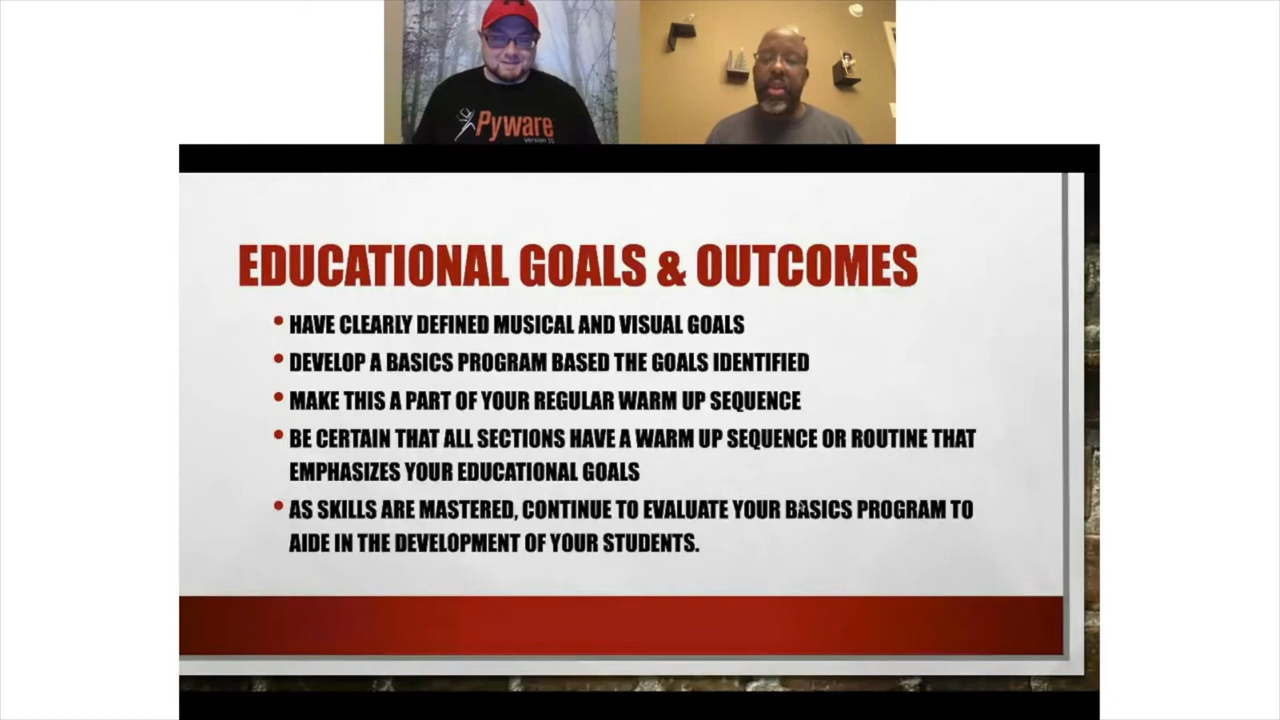 Pyware
Version 10
EDUCATIONAL GOALS & OUTCOMES
• HAVE CLEARLY DEFINED MUSICAL AND VISUAL GOALS
• DEVELOP A BASICS PROGRAM BASED THE GOALS IDENTIFIED
• MAKE THIS A PART OF YOUR REGULAR WARM UP SEQUENCE
• BE CERTAIN THAT ALL SECTIONS HAVE A WARM UP SEQUENCE OR ROUTINE THAT
EMPHASIZES YOUR EDUCATIONAL GOALS
• AS SKILLS ARE MASTERED, CONTINUE TO EVALUATE YOUR BASICS PROGRAM TO
AIDE IN THE DEVELOPMENT OF YOUR STUDENTS.